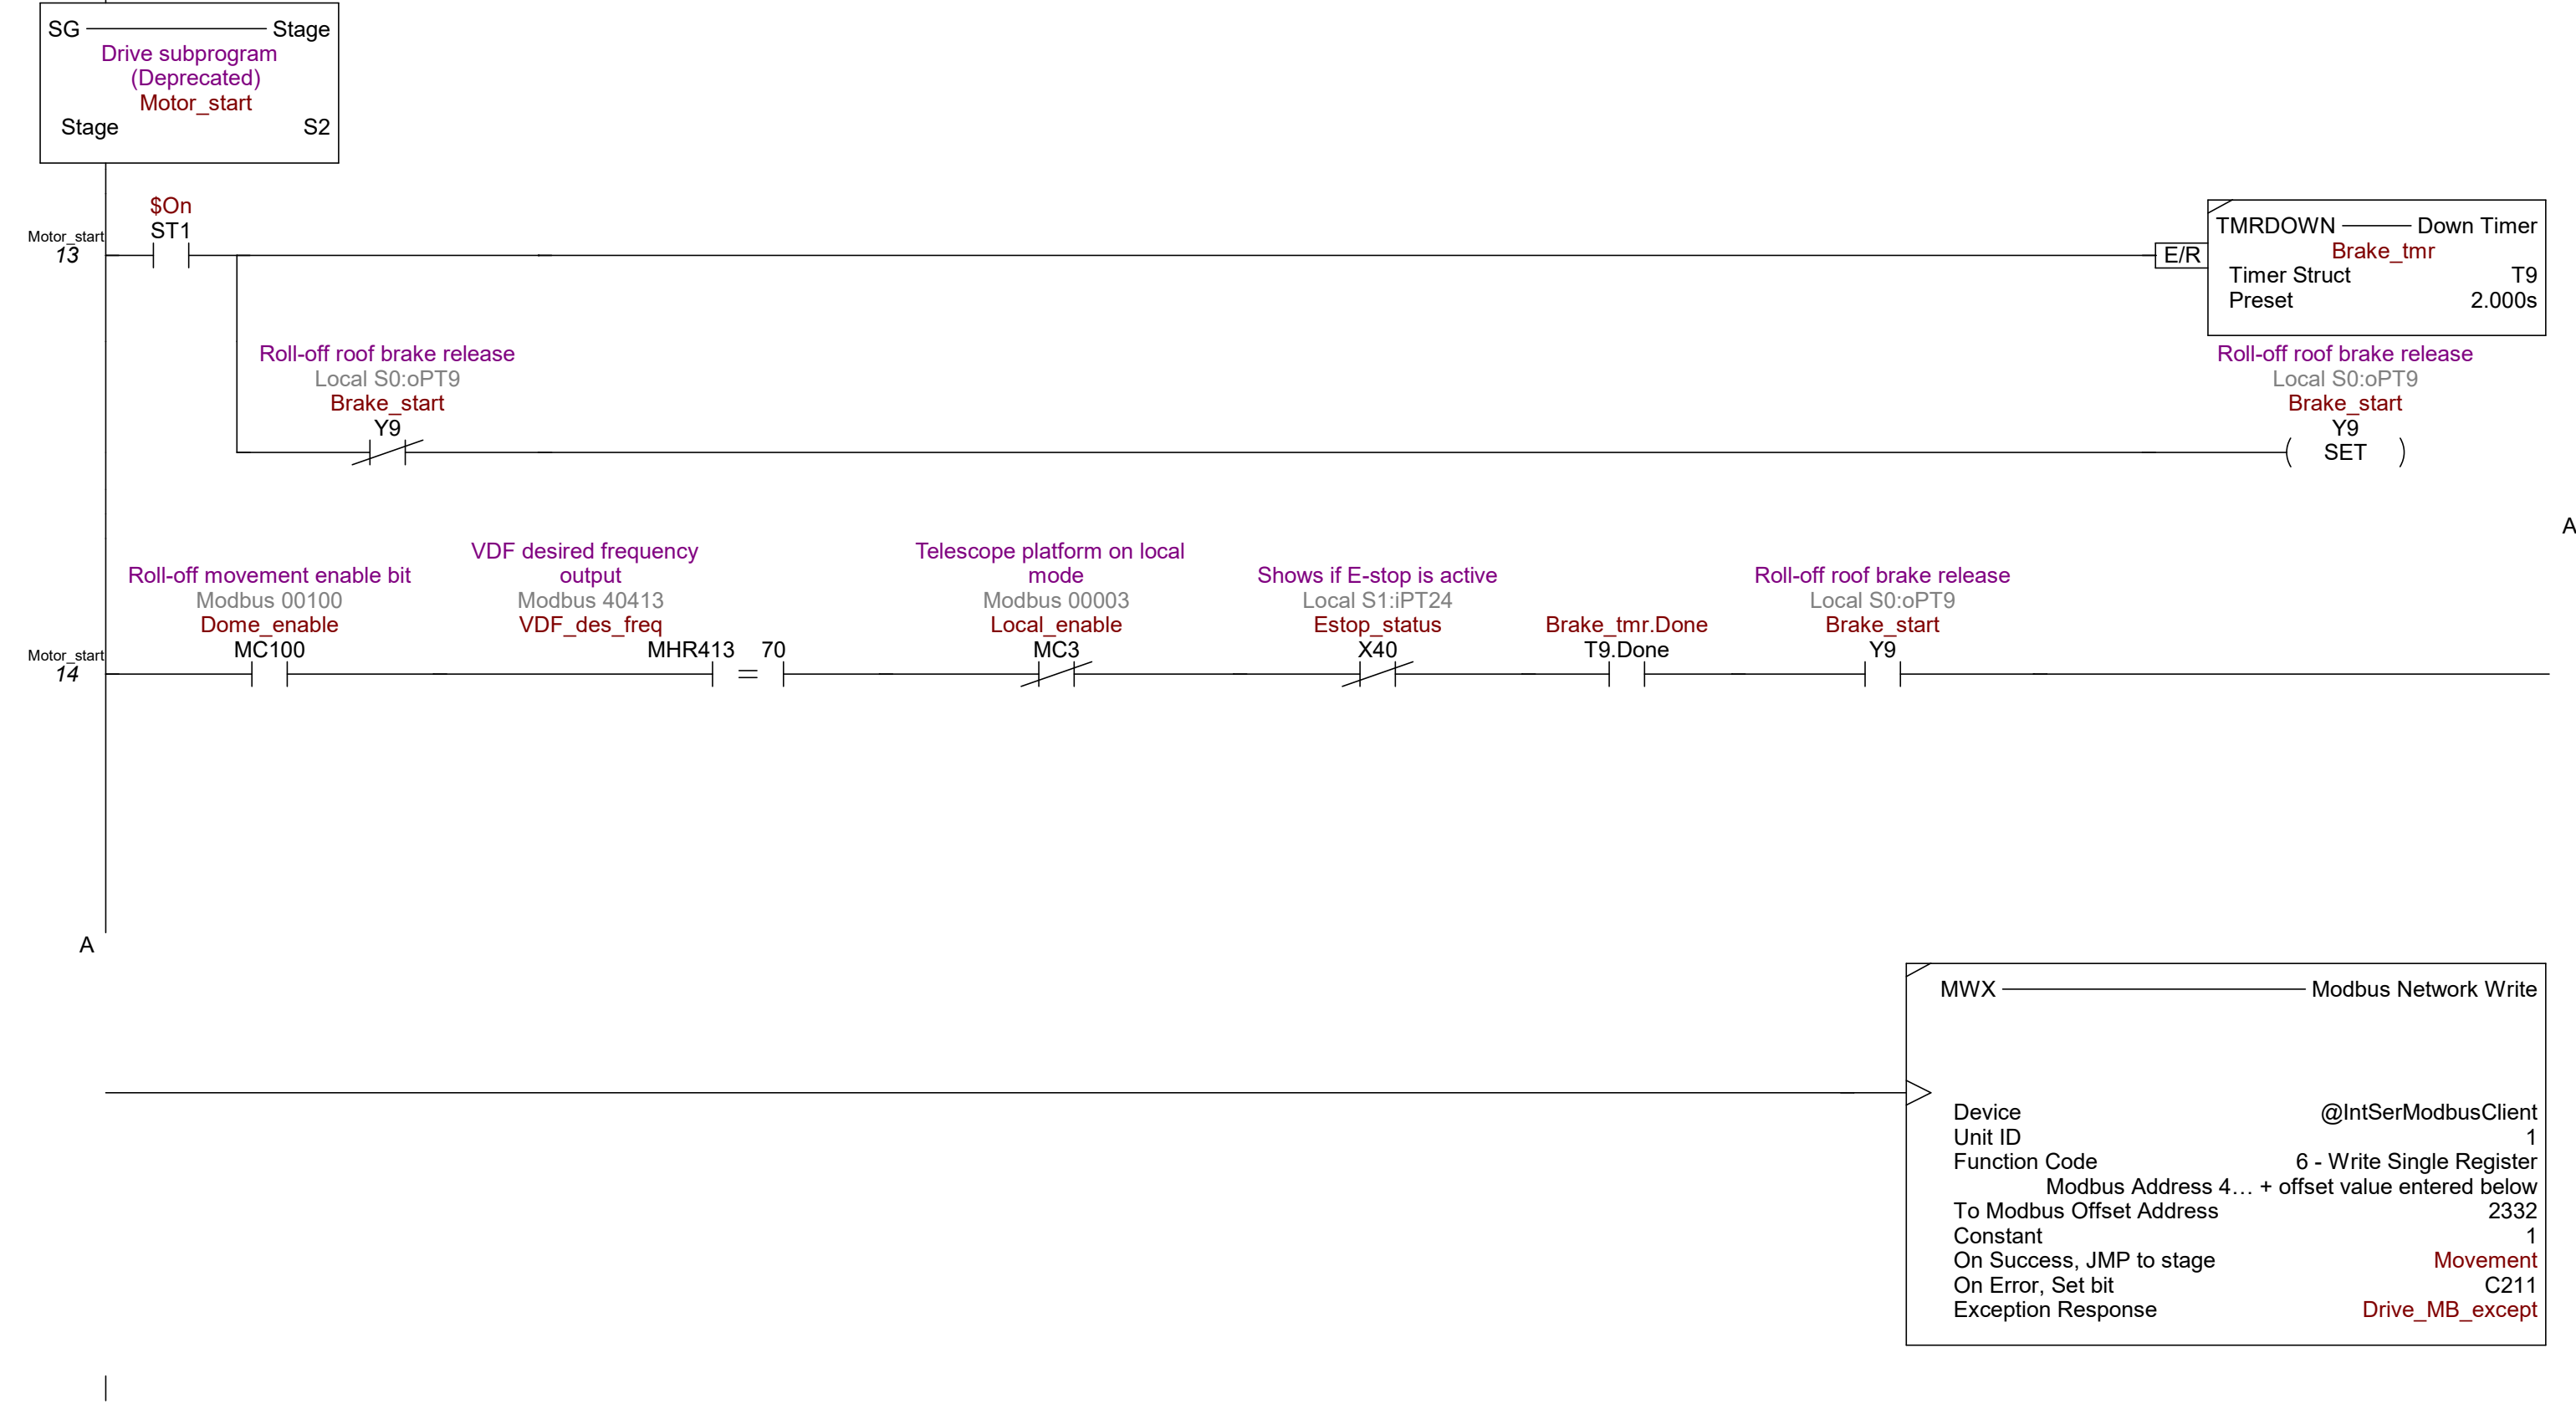 SG Stage
Drive subprogram
(Deprecated)
Motor_start
Stage S2
$On
ST1
Motor_start
13
E/R
TMRDOWN Down Timer
Brake_tmr
Timer Struct T9
Preset 2.000s
Roll-off roof brake release
Local S0:oPT9
Brake_start
Y9
Roll-off roof brake release
Local S0:oPT9
Brake_start
Y9
( SET )
A
Motor_start
14
Roll-off movement enable bit
Modbus 00100
Dome_enable
MC100
VDF desired frequency
output
Modbus 40413
VDF_des_freq
MHR413 = 70
Telescope platform on local
mode
Modbus 00003
Local_enable
MC3
Shows if E-stop is active
Local S1:iPT24
Estop_status
X40
Brake_tmr.Done
T9.Done
Roll-off roof brake release
Local S0:oPT9
Brake_start
Y9
A
MWX Modbus Network Write
Device @IntSerModbusClient
Unit ID 1
Function Code 6 - Write Single Register
Modbus Address 4… + offset value entered below
To Modbus Offset Address 2332
Constant 1
On Success, JMP to stage Movement
On Error, Set bit C211
Exception Response Drive_MB_except